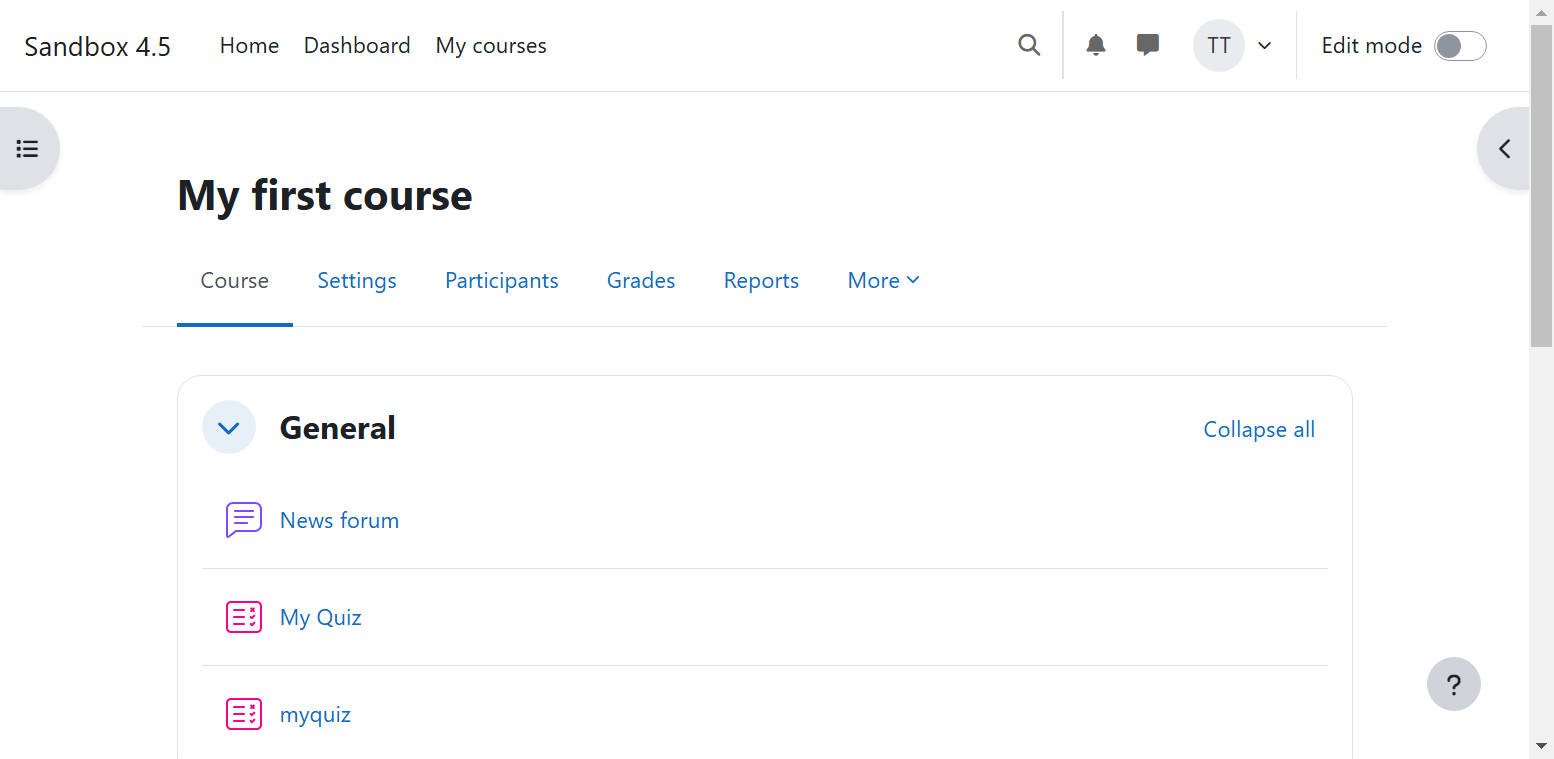 Sandbox 4.5 Home Dashboard My courses TT Edit mode
My first course
Course Settings Participants Grades Reports More
General Collapse all
News forum
My Quiz
?
myquiz